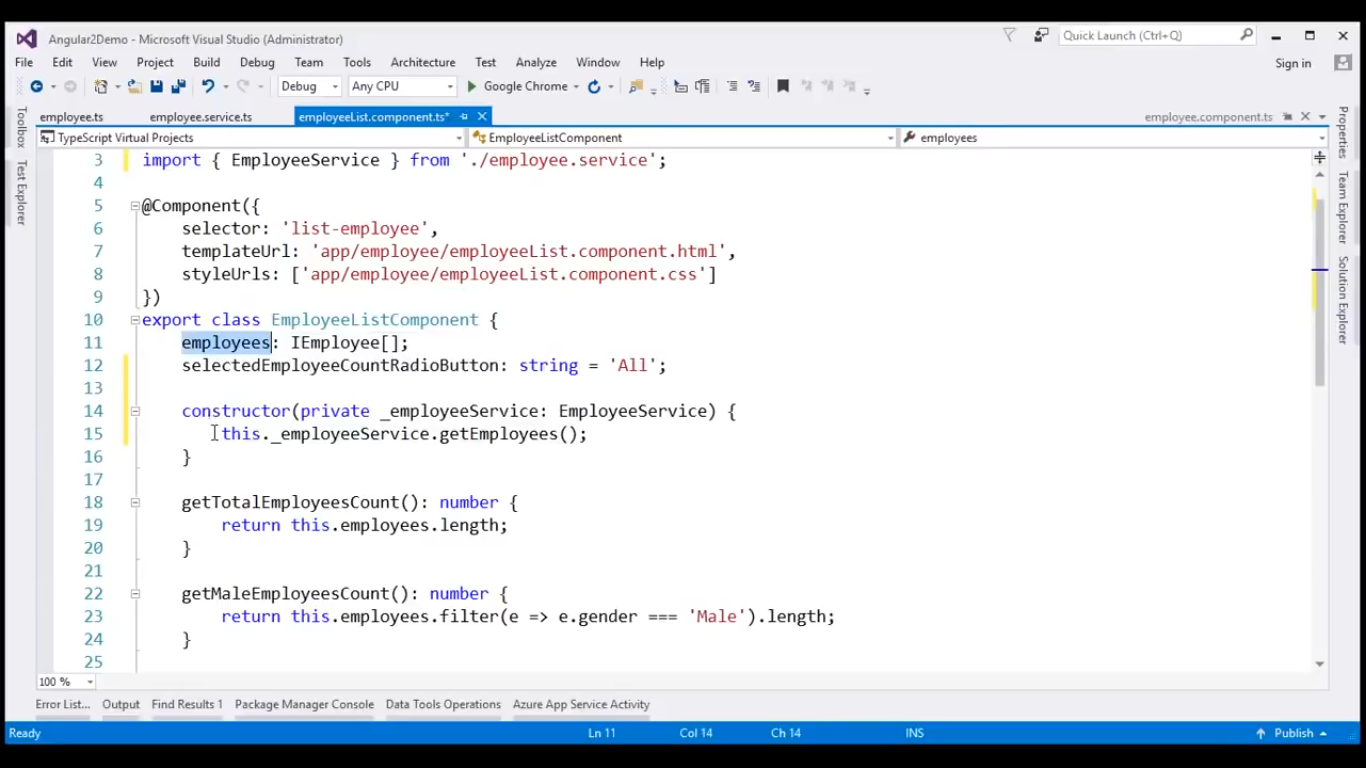 Angular2Demo - Microsoft Visual Studio (Administrator)
Quick Launch (Ctrl+Q)
File Edit View Project Build Debug Team Tools Architecture Test Analyze Window Help
Sign in
Debug Any CPU Google Chrome
employee.ts employee.service.ts employeeList.component.ts* employee.component.ts
TypeScript Virtual Projects EmployeeListComponent employees
Toolbox
Test Explorer
3 import { EmployeeService } from './employee.service';
4
5 @Component({
6 selector: 'list-employee',
7 templateUrl: 'app/employee/employeeList.component.html',
8 styleUrls: ['app/employee/employeeList.component.css']
9 })
10 export class EmployeeListComponent {
11 employees: IEmployee[];
12 selectedEmployeeCountRadioButton: string = 'All';
13
14 constructor(private _employeeService: EmployeeService) {
15 this._employeeService.getEmployees();
16 }
17
18 getTotalEmployeesCount(): number {
19 return this.employees.length;
20 }
21
22 getMaleEmployeesCount(): number {
23 return this.employees.filter(e => e.gender === 'Male').length;
24 }
25
Properties
Team Explorer
Solution Explorer
100 %
Error List... Output Find Results 1 Package Manager Console Data Tools Operations Azure App Service Activity
Ready Ln 11 Col 14 Ch 14 INS Publish